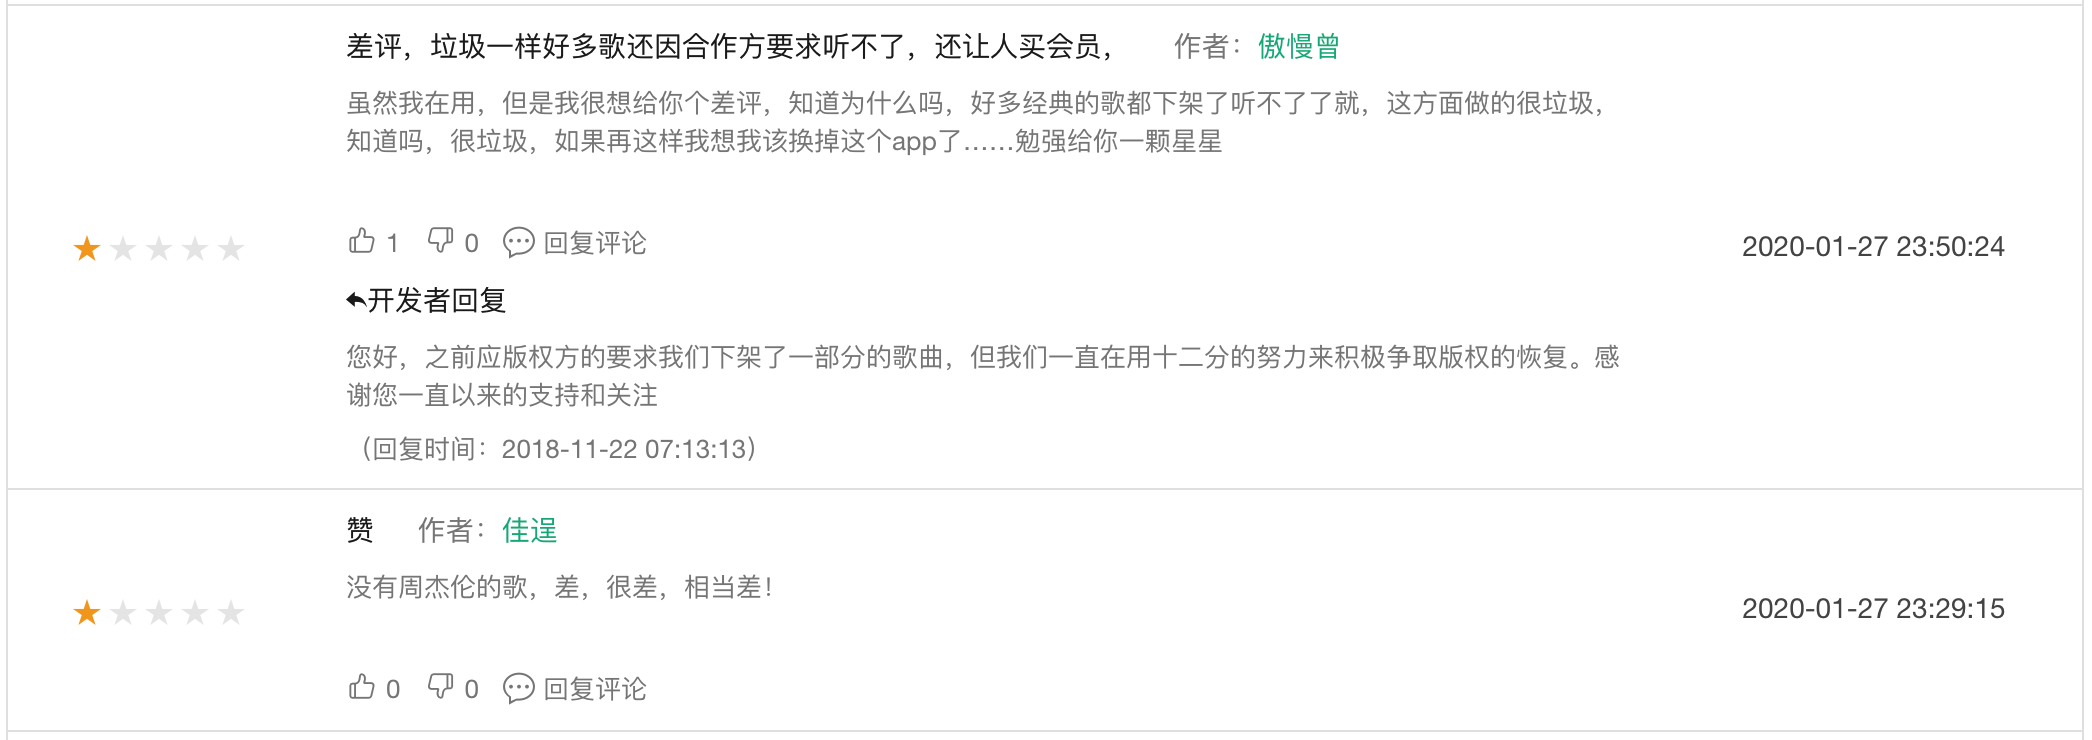 差评，垃圾一样好多歌还因合作方要求听不了，还让人买会员， 作者：傲慢曾
虽然我在用，但是我很想给你个差评，知道为什么吗，好多经典的歌都下架了听不了了就，这方面做的很垃圾，
知道吗，很垃圾，如果再这样我想我该换掉这个app了……勉强给你一颗星星
1 0 回复评论
2020-01-27 23:50:24
开发者回复
您好，之前应版权方的要求我们下架了一部分的歌曲，但我们一直在用十二分的努力来积极争取版权的恢复。感
谢您一直以来的支持和关注
（回复时间：2018-11-22 07:13:13）
赞 作者：佳逞
没有周杰伦的歌，差，很差，相当差！
2020-01-27 23:29:15
0 0 回复评论